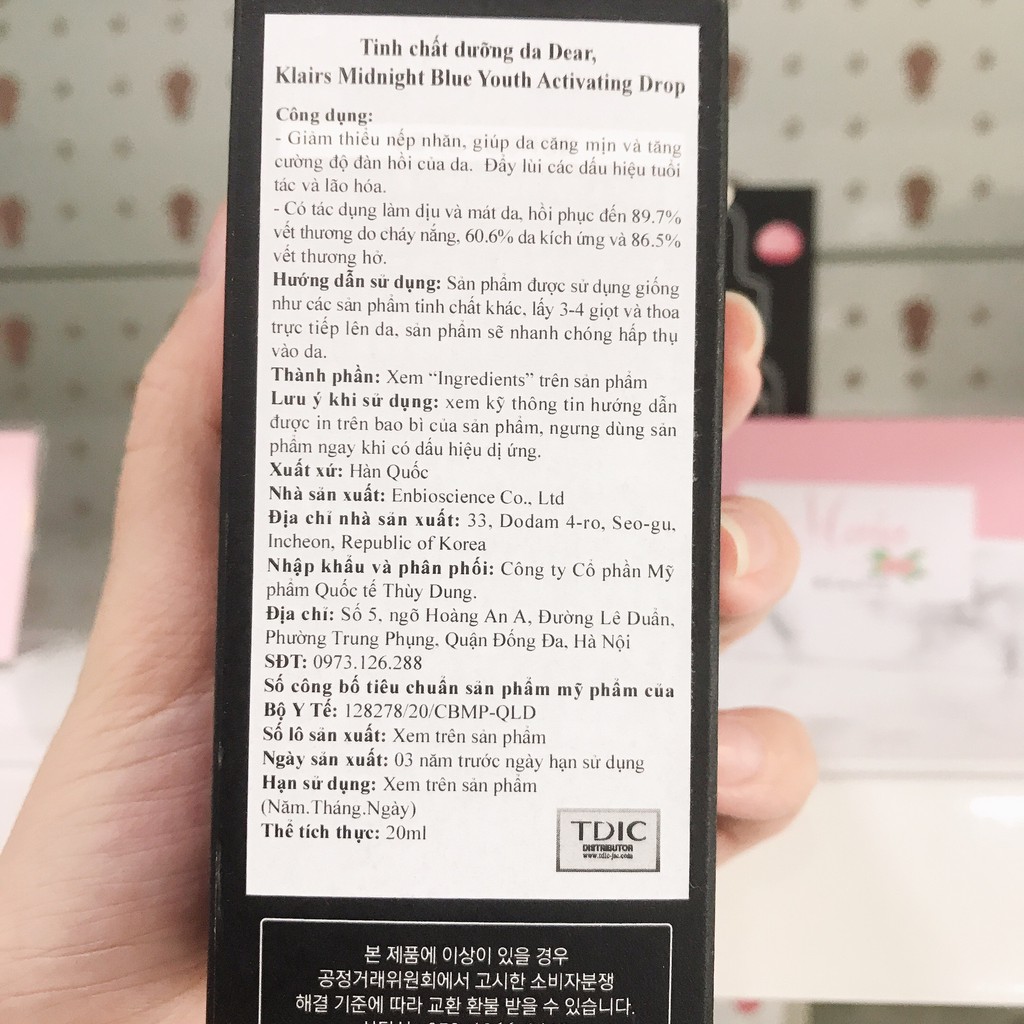 Tinh chất dưỡng da Dear,
Klairs Midnight Blue Youth Activating Drop
Công dụng:
- Giảm thiểu nếp nhăn, giúp da căng mịn và tăng
cường độ đàn hồi của da. Đẩy lùi các dấu hiệu tuổi
tác và lão hóa.
- Có tác dụng làm dịu và mát da, hồi phục đến 89.7%
vết thương do cháy nắng, 60.6% da kích ứng và 86.5%
vết thương hở.
Hướng dẫn sử dụng: Sản phẩm được sử dụng giống
như các sản phẩm tinh chất khác, lấy 3-4 giọt và thoa
trực tiếp lên da, sản phẩm sẽ nhanh chóng hấp thụ
vào da.
Thành phần: Xem “Ingredients” trên sản phẩm
Lưu ý khi sử dụng: xem kỹ thông tin hướng dẫn
được in trên bao bì của sản phẩm, ngưng dùng sản
phẩm ngay khi có dấu hiệu dị ứng.
Xuất xứ: Hàn Quốc
Nhà sản xuất: Enbioscience Co., Ltd
Địa chỉ nhà sản xuất: 33, Dodam 4-ro, Seo-gu,
Incheon, Republic of Korea
Nhập khẩu và phân phối: Công ty Cổ phần Mỹ
phẩm Quốc tế Thùy Dung.
Địa chỉ: Số 5, ngõ Hoàng An A, Đường Lê Duẩn,
Phường Trung Phụng, Quận Đống Đa, Hà Nội
SĐT: 0973.126.288
Số công bố tiêu chuẩn sản phẩm mỹ phẩm của
Bộ Y Tế: 128278/20/CBMP-QLD
Số lô sản xuất: Xem trên sản phẩm
Ngày sản xuất: 03 năm trước ngày hạn sử dụng
Hạn sử dụng: Xem trên sản phẩm
(Năm.Tháng.Ngày)
Thể tích thực: 20ml
TDIC
DISTRIBUTOR
www.tdic-jsc.com
본 제품에 이상이 있을 경우
공정거래위원회에서 고시한 소비자분쟁
해결 기준에 따라 교환 환불 받을 수 있습니다.